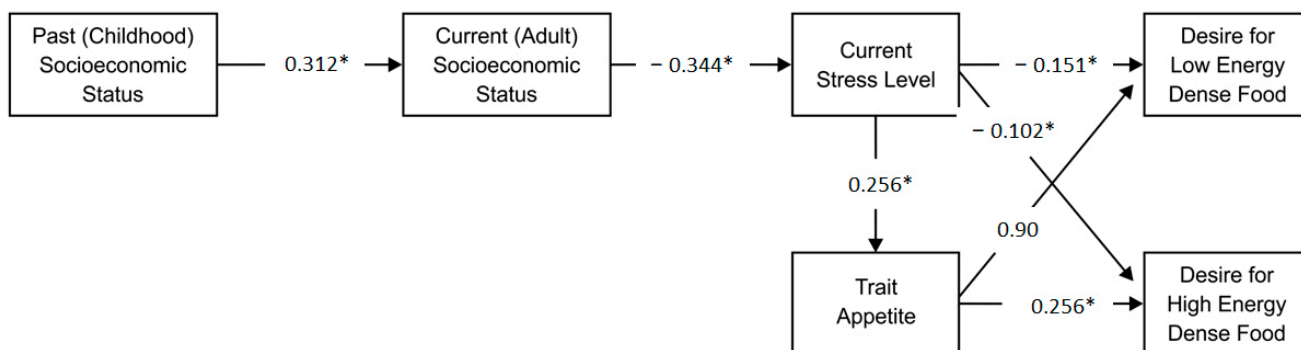 Past (Childhood)
Socioeconomic
Status
0.312*
Current (Adult)
Socioeconomic
Status
− 0.344*
Current
Stress Level
− 0.151*
Desire for
Low Energy
Dense Food
− 0.102*
0.256*
0.90
Trait
Appetite
0.256*
Desire for
High Energy
Dense Food